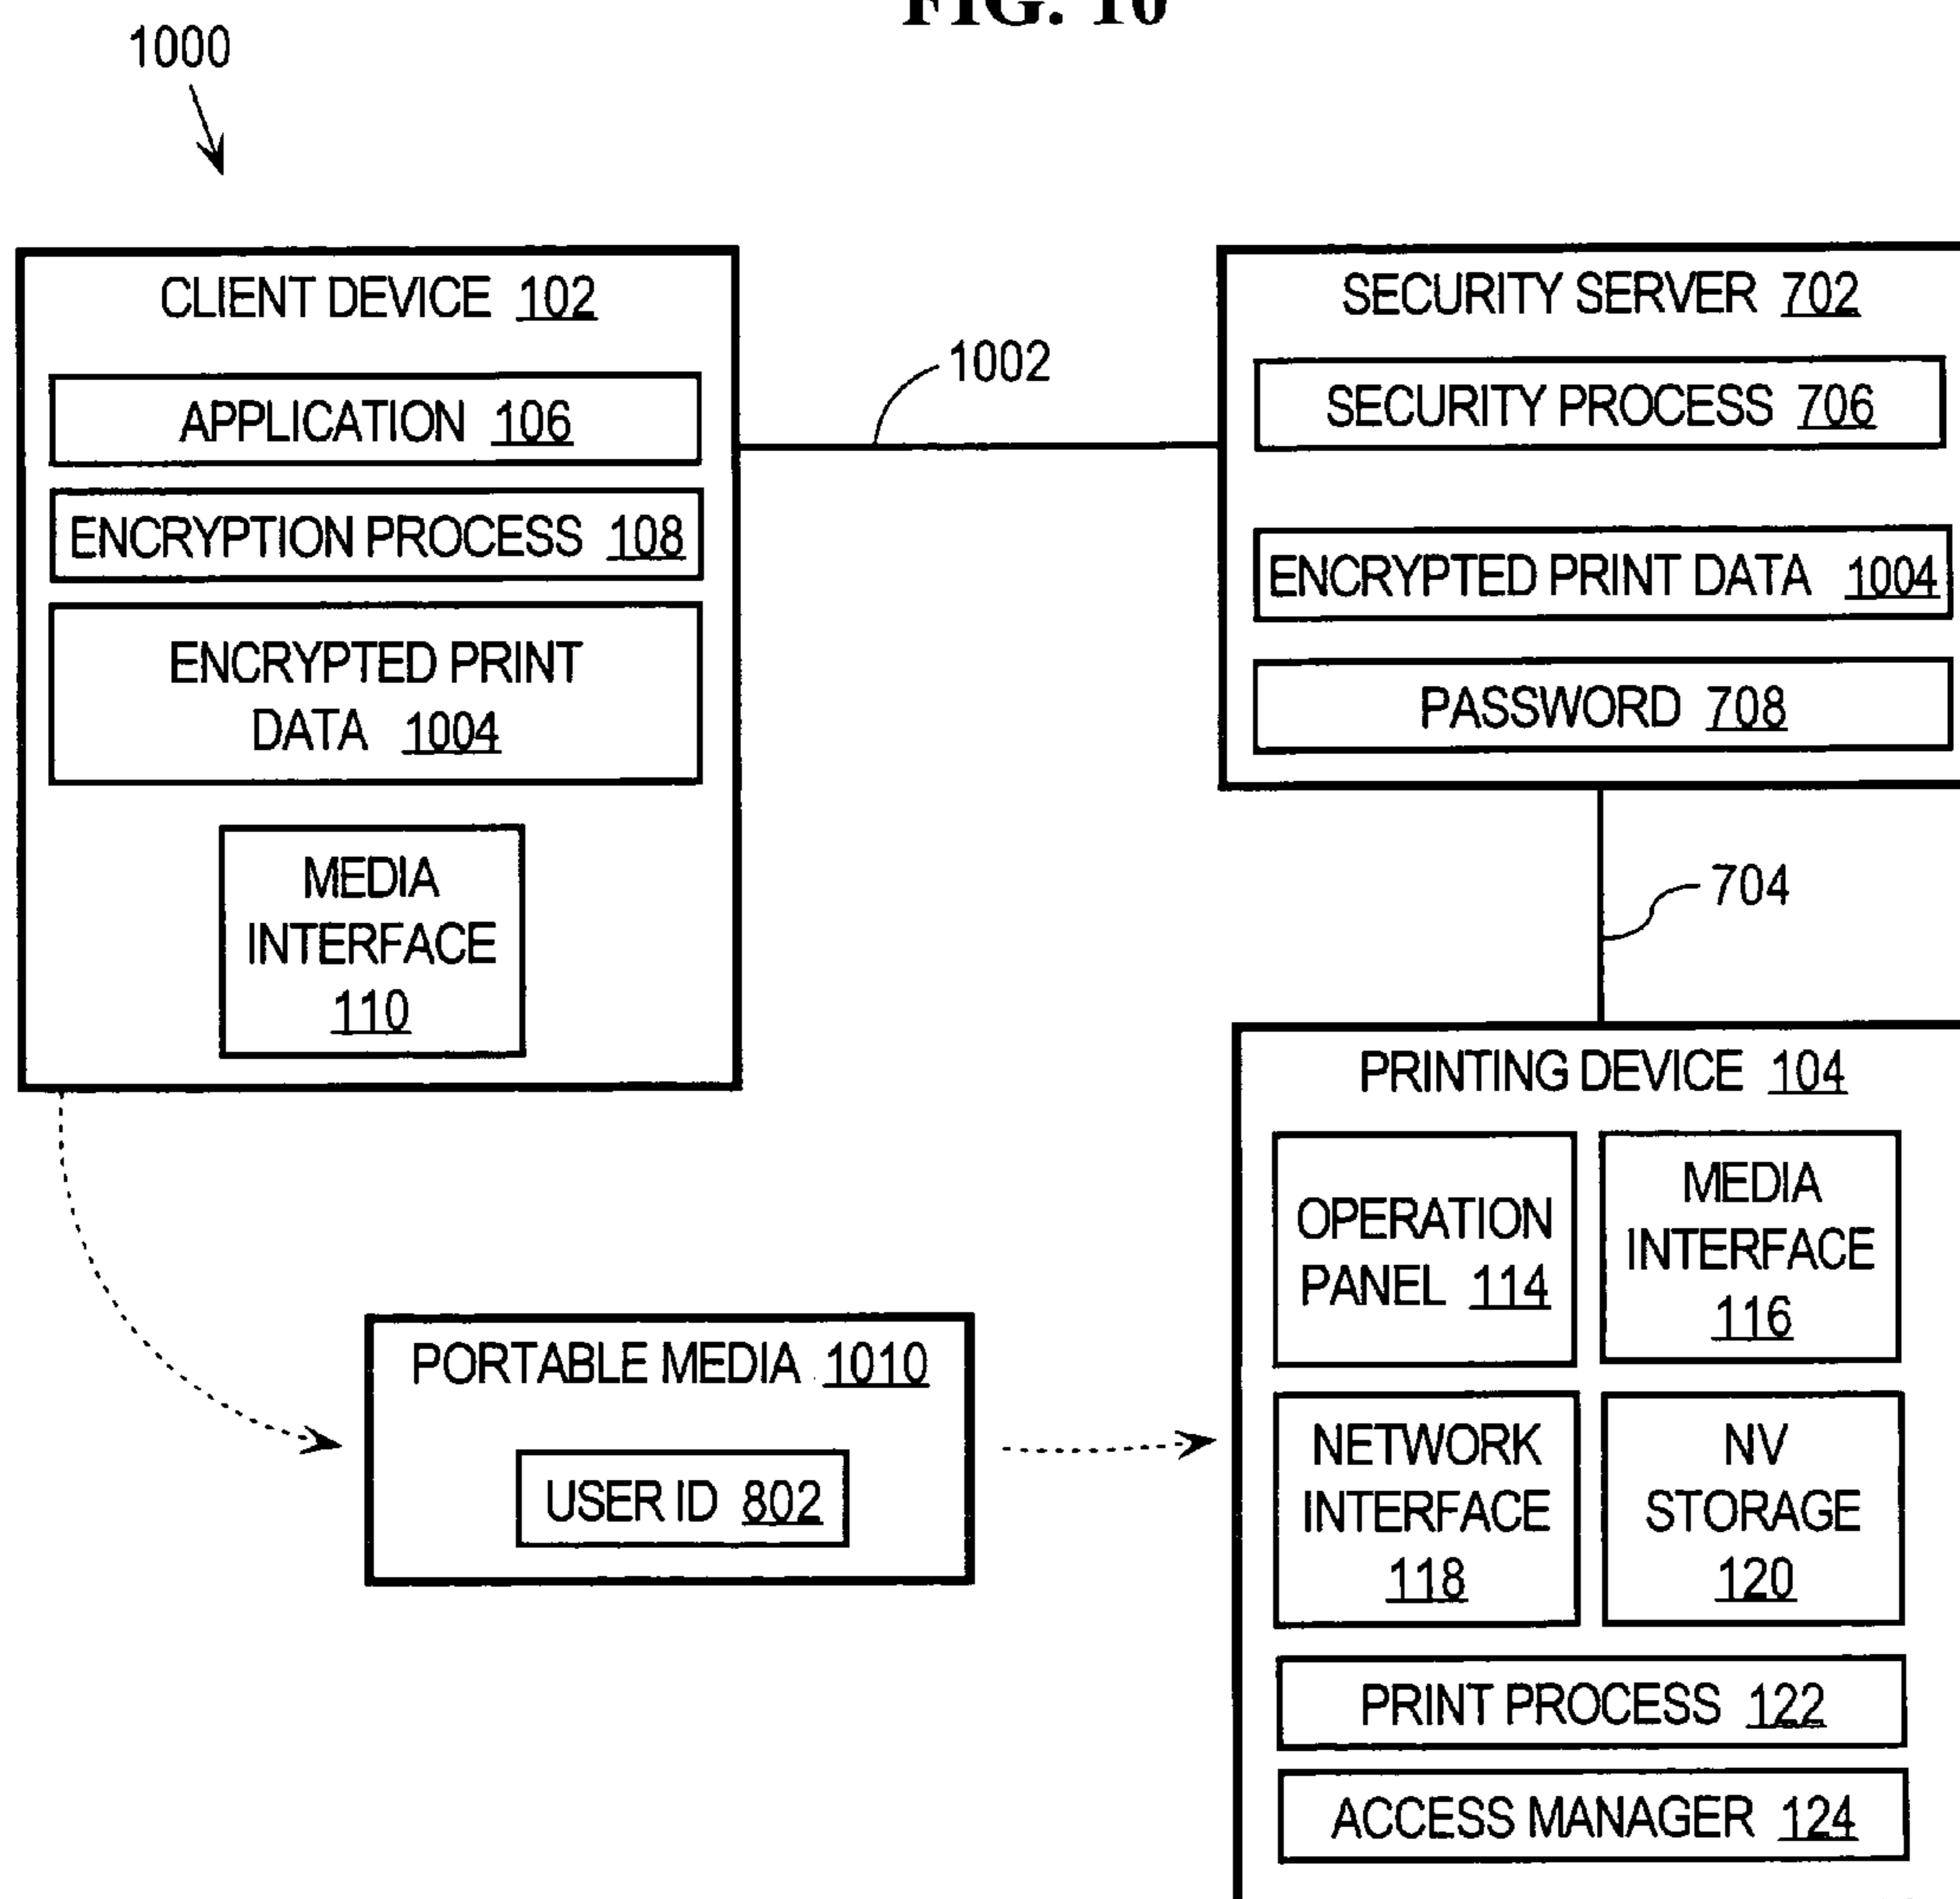 FIG. 10
1000
CLIENT DEVICE 102
APPLICATION 106
ENCRYPTION PROCESS 108
ENCRYPTED PRINT
DATA 1004
MEDIA
INTERFACE
110
1002
SECURITY SERVER 702
SECURITY PROCESS 706
ENCRYPTED PRINT DATA 1004
PASSWORD 708
704
PORTABLE MEDIA 1010
USER ID 802
PRINTING DEVICE 104
OPERATION
PANEL 114
MEDIA
INTERFACE
116
NETWORK
INTERFACE
118
NV
STORAGE
120
PRINT PROCESS 122
ACCESS MANAGER 124